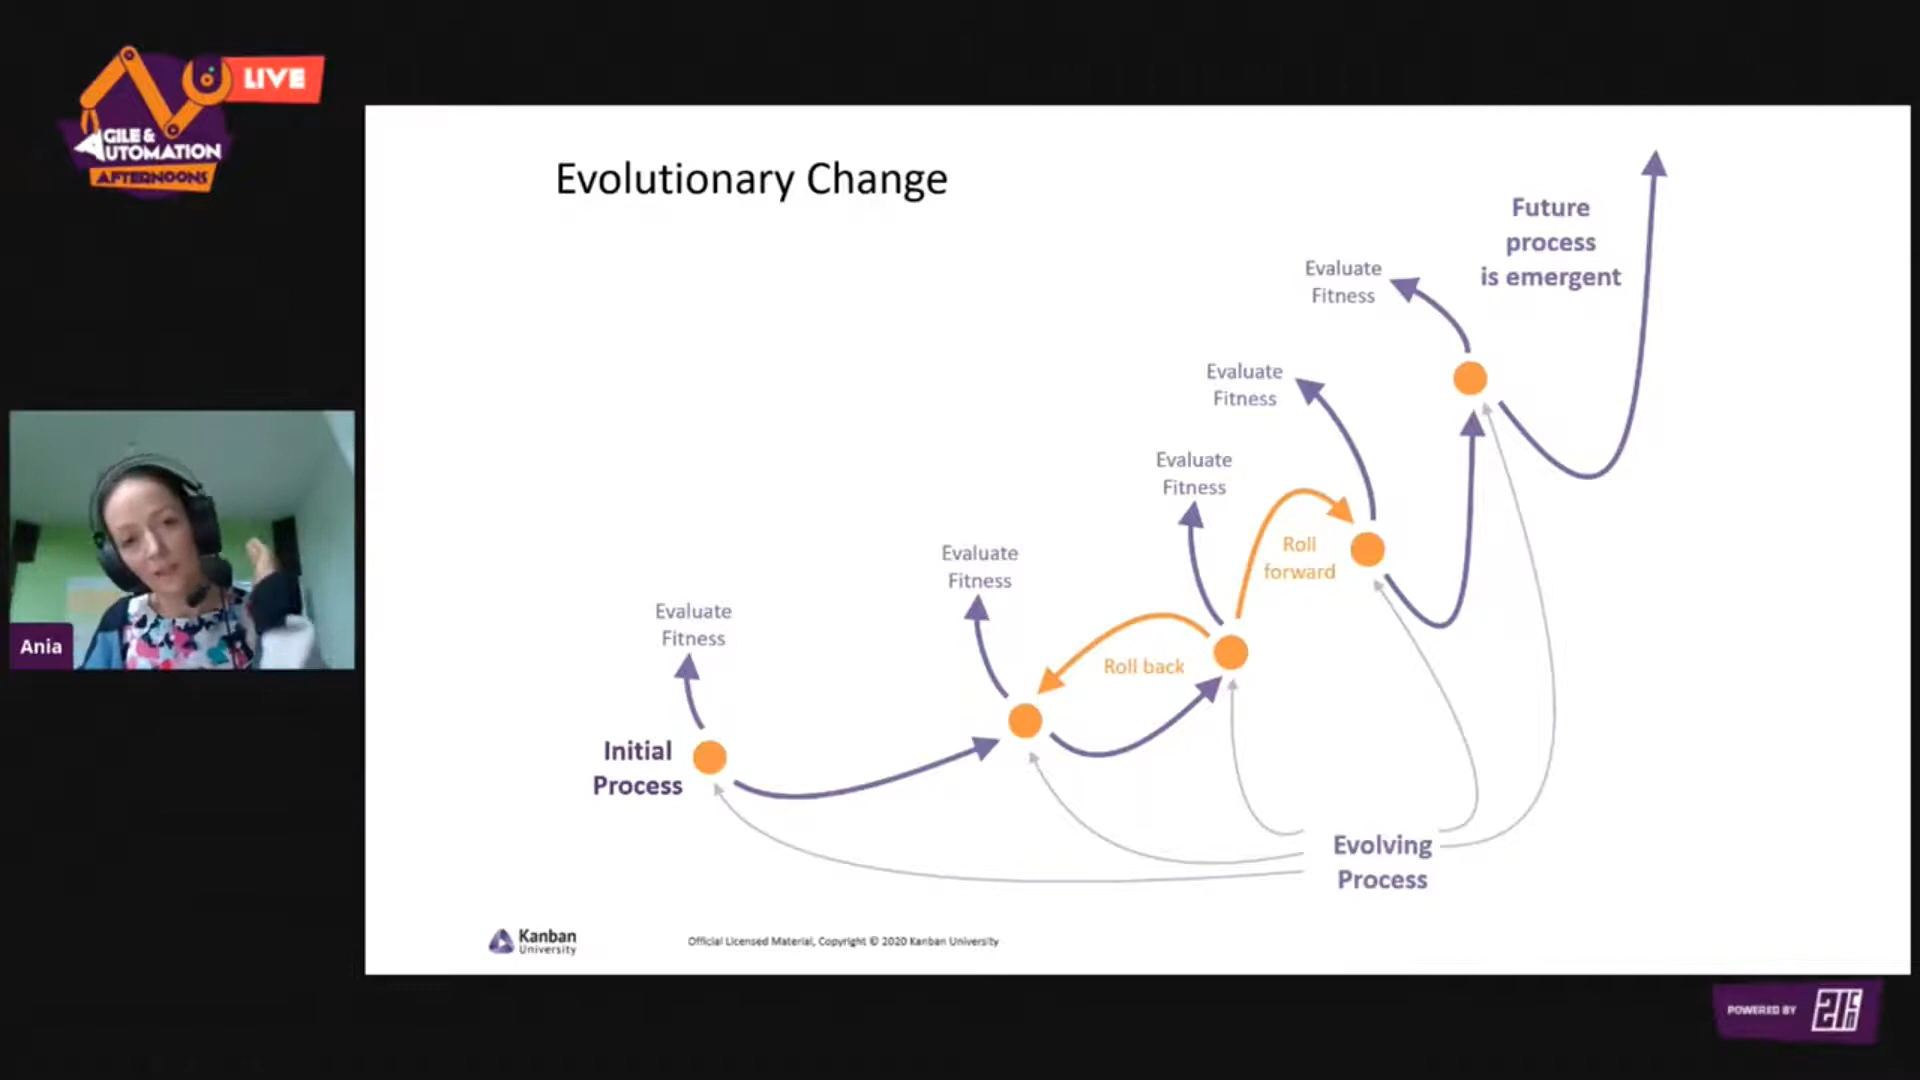 LIVE
AGILE &
AUTOMATION
AFTERNOONS
Evolutionary Change
Future
process
is emergent
Evaluate
Fitness
Evaluate
Fitness
Evaluate
Fitness
Roll
forward
Evaluate
Fitness
Evaluate
Fitness
Roll back
Ania
Initial
Process
Evolving
Process
Kanban
University
Official Licensed Material, Copyright © 2020 Kanban University
POWERED BY